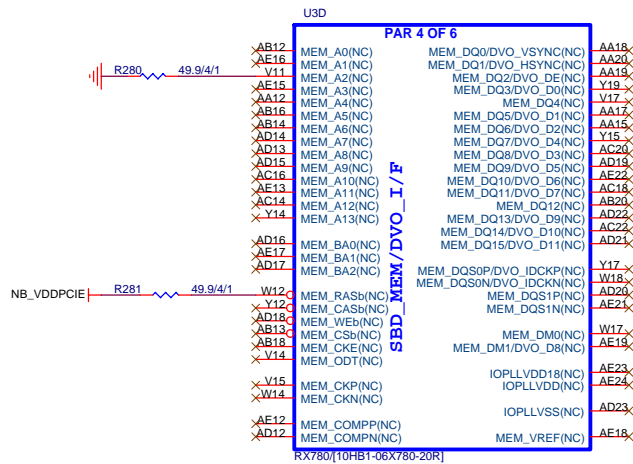 U3D
PAR 4 OF 6
AB12 MEM_A0(NC) MEM_DQ0/DVO_VSYNC(NC) AA18
AE16 MEM_A1(NC) MEM_DQ1/DVO_HSYNC(NC) AA20
R280 49.9/4/1 V11 MEM_A2(NC) MEM_DQ2/DVO_DE(NC) AA19
AE15 MEM_A3(NC) MEM_DQ3/DVO_D0(NC) Y19
AA12 MEM_A4(NC) MEM_DQ4(NC) V17
AB16 MEM_A5(NC) MEM_DQ5/DVO_D1(NC) AA17
AB14 MEM_A6(NC) MEM_DQ6/DVO_D2(NC) AA15
AD14 MEM_A7(NC) MEM_DQ7/DVO_D4(NC) Y15
AD13 MEM_A8(NC) MEM_DQ8/DVO_D3(NC) AC20
AD15 MEM_A9(NC) MEM_DQ9/DVO_D5(NC) AD19
AC16 MEM_A10(NC) MEM_DQ10/DVO_D6(NC) AE22
AE13 MEM_A11(NC) MEM_DQ11/DVO_D7(NC) AC18
AC14 MEM_A12(NC) MEM_DQ12(NC) AB20
Y14 MEM_A13(NC) MEM_DQ13/DVO_D9(NC) AD22
MEM_DQ14/DVO_D10(NC) AC22
AD16 MEM_BA0(NC) MEM_DQ15/DVO_D11(NC) AD21
AE17 MEM_BA1(NC)
AD17 MEM_BA2(NC) MEM_DQS0P/DVO_IDCKP(NC) Y17
MEM_DQS0N/DVO_IDCKN(NC) W18
NB_VDDPCIE R281 49.9/4/1 W12 MEM_RASb(NC) MEM_DQS1P(NC) AD20
Y12 MEM_CASb(NC) MEM_DQS1N(NC) AE21
AD18 MEM_WEb(NC)
AB13 MEM_CSb(NC) MEM_DM0(NC) W17
AB18 MEM_CKE(NC) MEM_DM1/DVO_D8(NC) AE19
V14 MEM_ODT(NC)
IOPLLVDD18(NC) AE23
V15 MEM_CKP(NC) IOPLLVDD(NC) AE24
W14 MEM_CKN(NC)
IOPLLVSS(NC) AD23
AE12 MEM_COMPP(NC)
AD12 MEM_COMPN(NC) MEM_VREF(NC) AE18
SBD_MEM/DVO_I/F
RX780/[10HB1-06X780-20R]